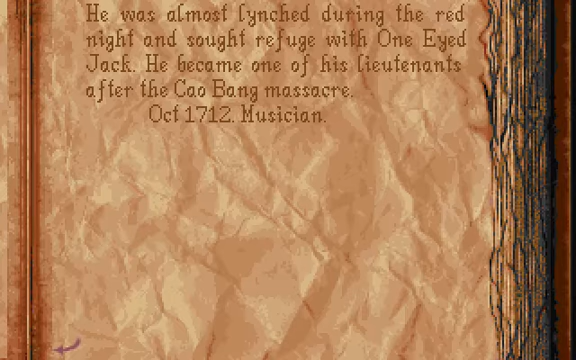 He was almost lynched during the red
night and sought refuge with One Eyed
Jack. He became one of his lieutenants
after the Cao Bang massacre.
Oct 1712. Musician.